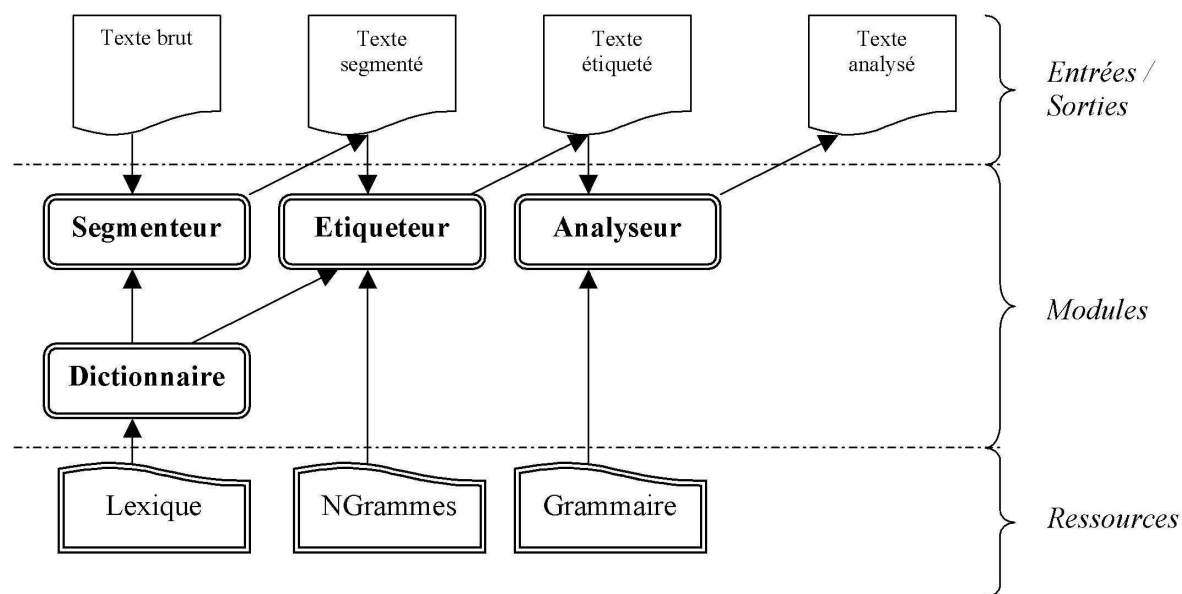 Texte brut
Texte
segmenté
Texte
étiqueté
Texte
analysé
Entrées /
Sorties
Segmenteur
Etiqueteur
Analyseur
Modules
Dictionnaire
Lexique
NGrammes
Grammaire
Ressources